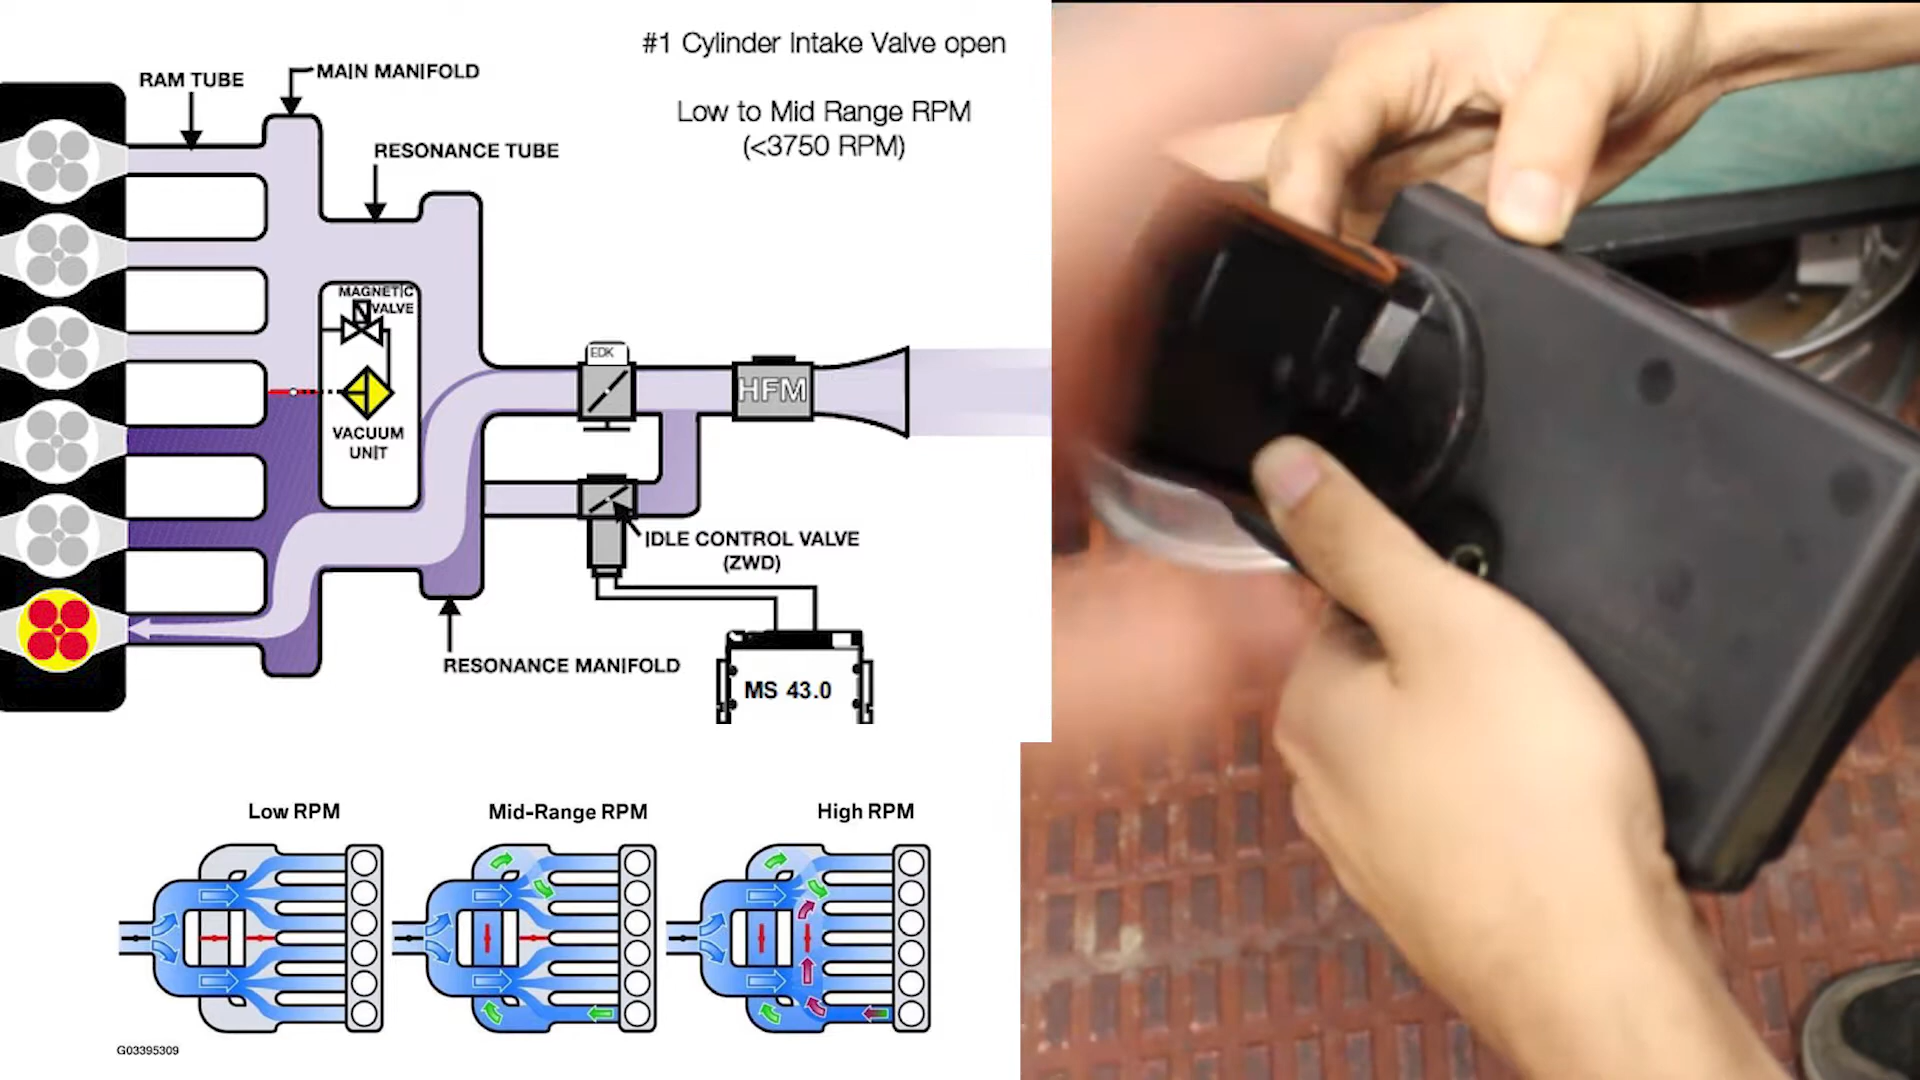 #1 Cylinder Intake Valve open
Low to Mid Range RPM
(<3750 RPM)
RAM TUBE
MAIN MANIFOLD
RESONANCE TUBE
MAGNETIC
VALVE
VACUUM
UNIT
EDK
HFM
IDLE CONTROL VALVE
(ZWD)
RESONANCE MANIFOLD
MS 43.0
Low RPM
Mid-Range RPM
High RPM
G03395309